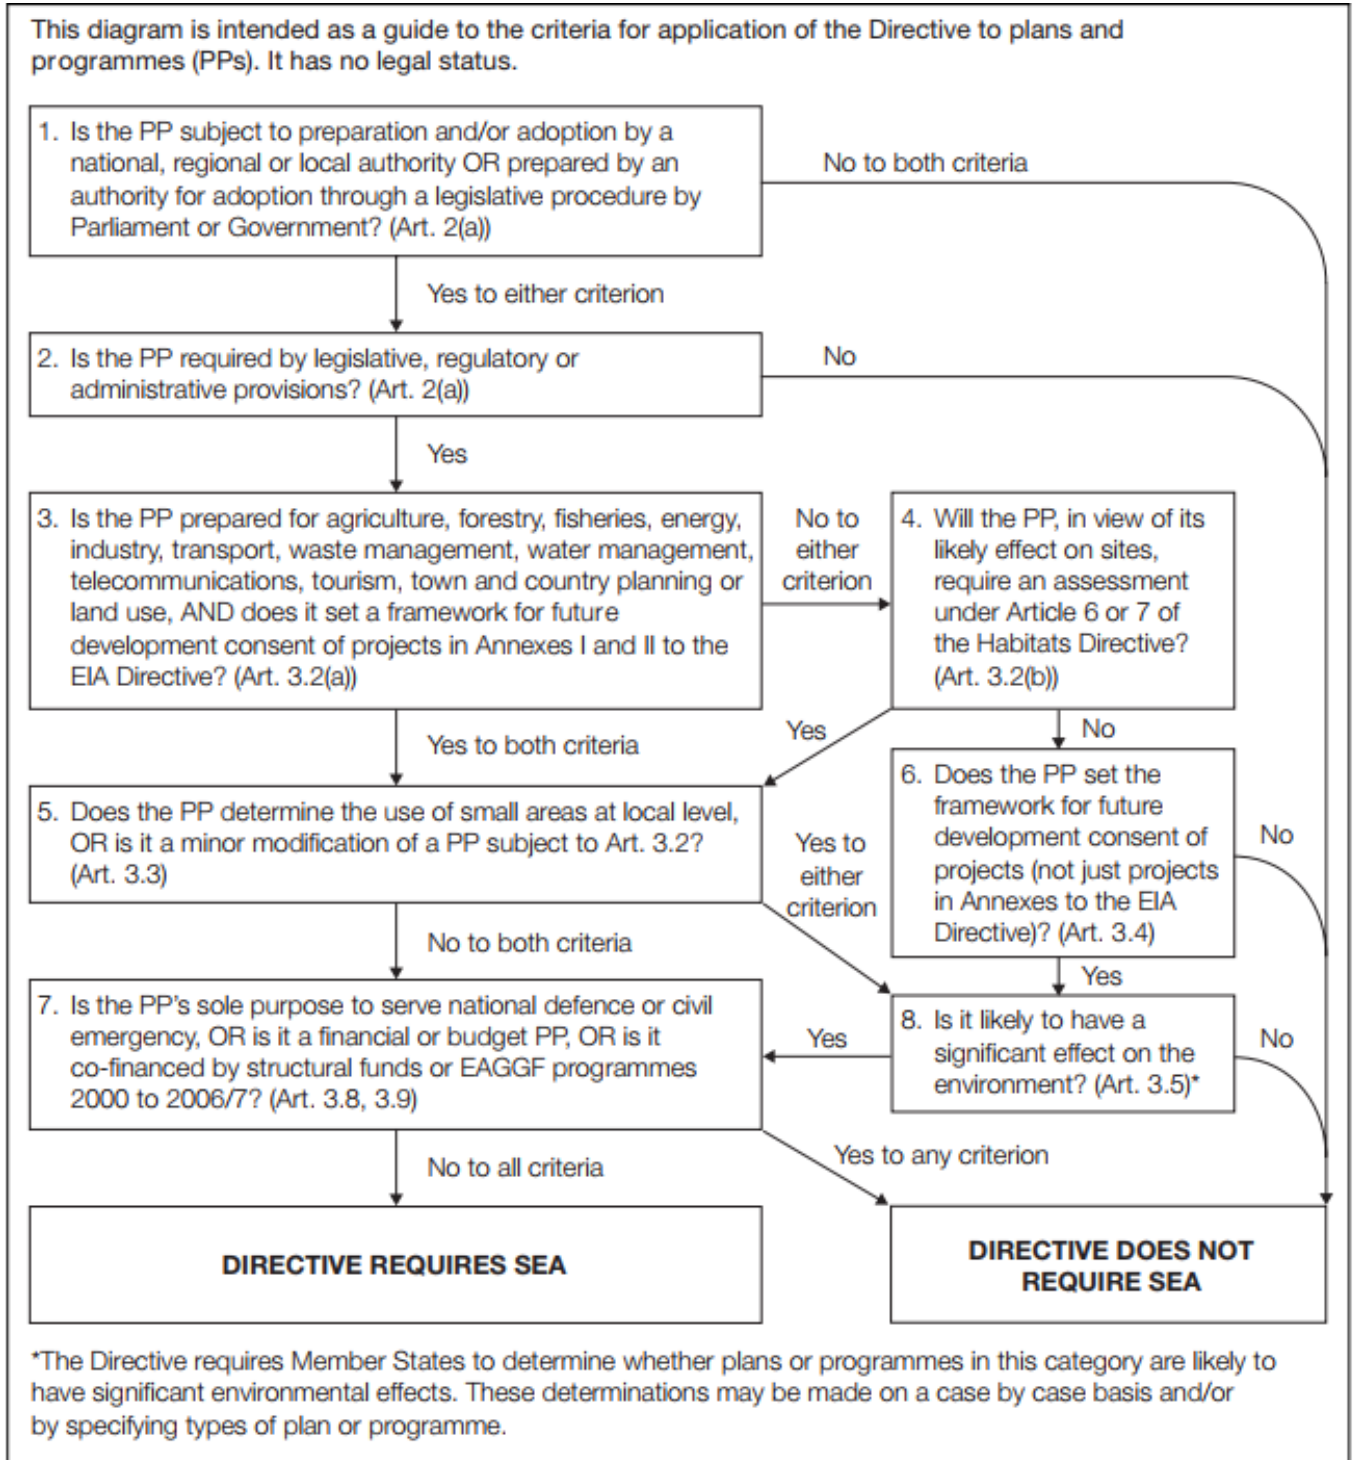 This diagram is intended as a guide to the criteria for application of the Directive to plans and
programmes (PPs). It has no legal status.
1. Is the PP subject to preparation and/or adoption by a
national, regional or local authority OR prepared by an
authority for adoption through a legislative procedure by
Parliament or Government? (Art. 2(a))
No to both criteria
Yes to either criterion
2. Is the PP required by legislative, regulatory or
administrative provisions? (Art. 2(a))
No
Yes
3. Is the PP prepared for agriculture, forestry, fisheries, energy,
industry, transport, waste management, water management,
telecommunications, tourism, town and country planning or
land use, AND does it set a framework for future
development consent of projects in Annexes I and II to the
EIA Directive? (Art. 3.2(a))
No to
either
criterion
4. Will the PP, in view of its
likely effect on sites,
require an assessment
under Article 6 or 7 of
the Habitats Directive?
(Art. 3.2(b))
Yes to both criteria
Yes
No
5. Does the PP determine the use of small areas at local level,
OR is it a minor modification of a PP subject to Art. 3.2?
(Art. 3.3)
Yes to
either
criterion
6. Does the PP set the
framework for future
development consent of
projects (not just projects
in Annexes to the EIA
Directive)? (Art. 3.4)
No
No to both criteria
Yes
7. Is the PP's sole purpose to serve national defence or civil
emergency, OR is it a financial or budget PP, OR is it
co-financed by structural funds or EAGGF programmes
2000 to 2006/7? (Art. 3.8, 3.9)
Yes
8. Is it likely to have a
significant effect on the
environment? (Art. 3.5)*
No
No to all criteria
Yes to any criterion
DIRECTIVE REQUIRES SEA
DIRECTIVE DOES NOT
REQUIRE SEA
*The Directive requires Member States to determine whether plans or programmes in this category are likely to
have significant environmental effects. These determinations may be made on a case by case basis and/or
by specifying types of plan or programme.